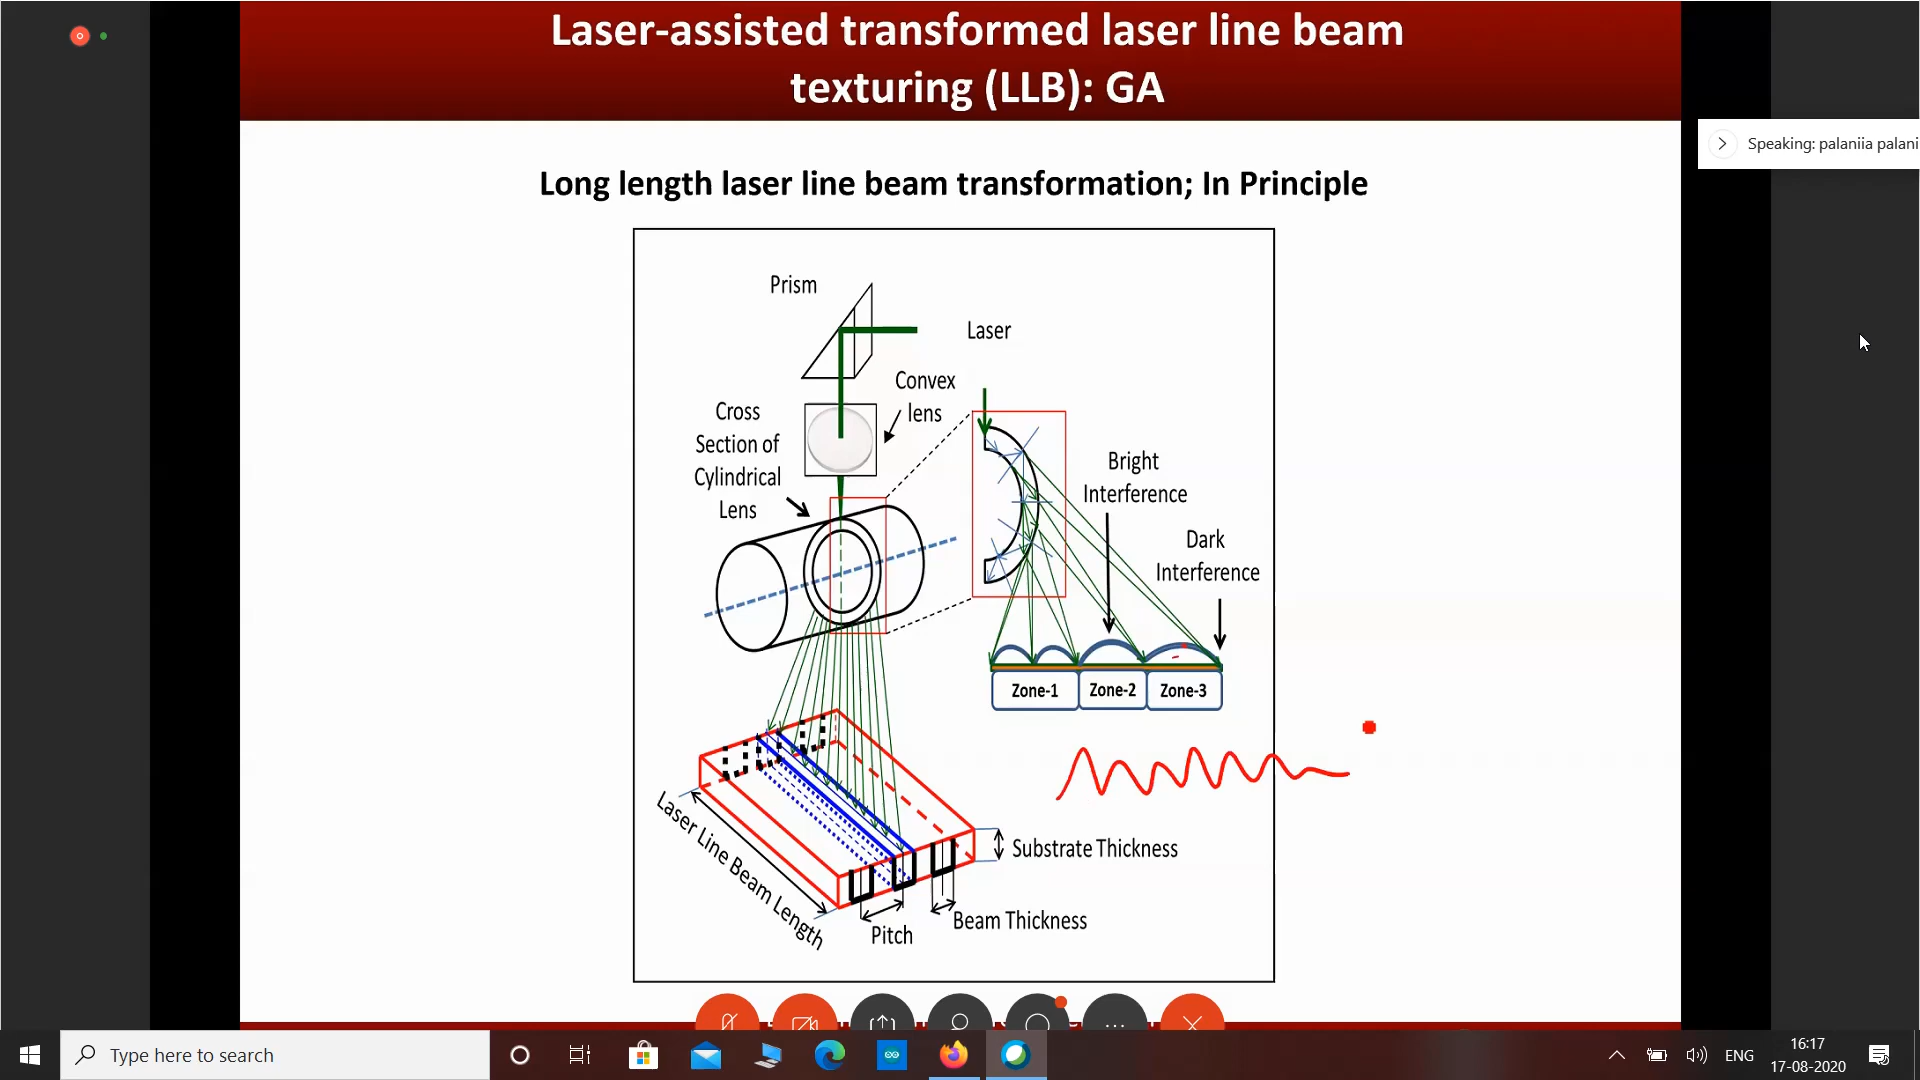 Laser-assisted transformed laser line beam
texturing (LLB): GA
Speaking: palaniia palani
Long length laser line beam transformation; In Principle
Prism
Laser
Convex
lens
Cross
Section of
Cylindrical
Lens
Bright
Interference
Dark
Interference
Zone-1
Zone-2
Zone-3
Laser Line Beam Length
Substrate Thickness
Beam Thickness
Pitch
Type here to search
ENG
16:17
17-08-2020